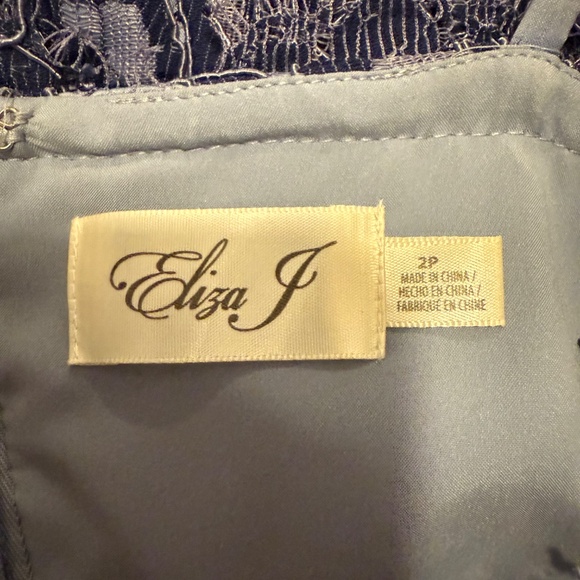 Eliza J
2P
MADE IN CHINA /
HECHO EN CHINA /
FABRIQUÉ EN CHINE